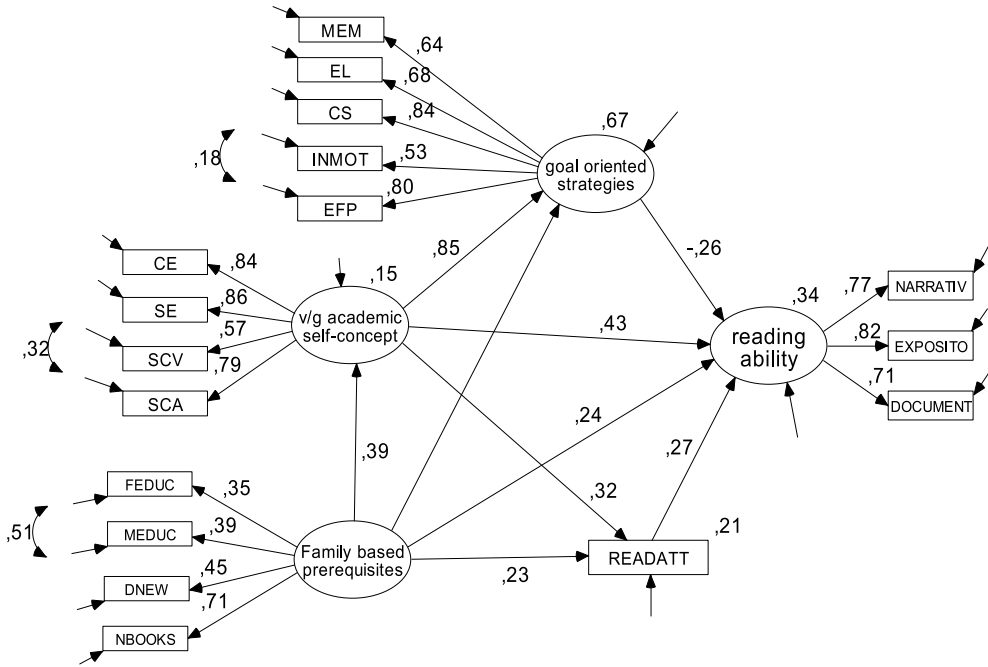 MEM
,64
EL
,68
CS
,84
,67
,18
INMOT
,53
goal oriented
strategies
EFP
,80
CE
,84
,85
-,26
SE
,86
,15
v/g academic
self-concept
,43
,34
reading
ability
,77
NARRATIV
,32
SCV
,57
,82
EXPOSITO
SCA
,79
,71
DOCUMENT
,39
,24
,27
FEDUC
,35
,32
,51
MEDUC
,39
Family based
prerequisites
,23
READATT
,21
DNEW
,45
NBOOKS
,71